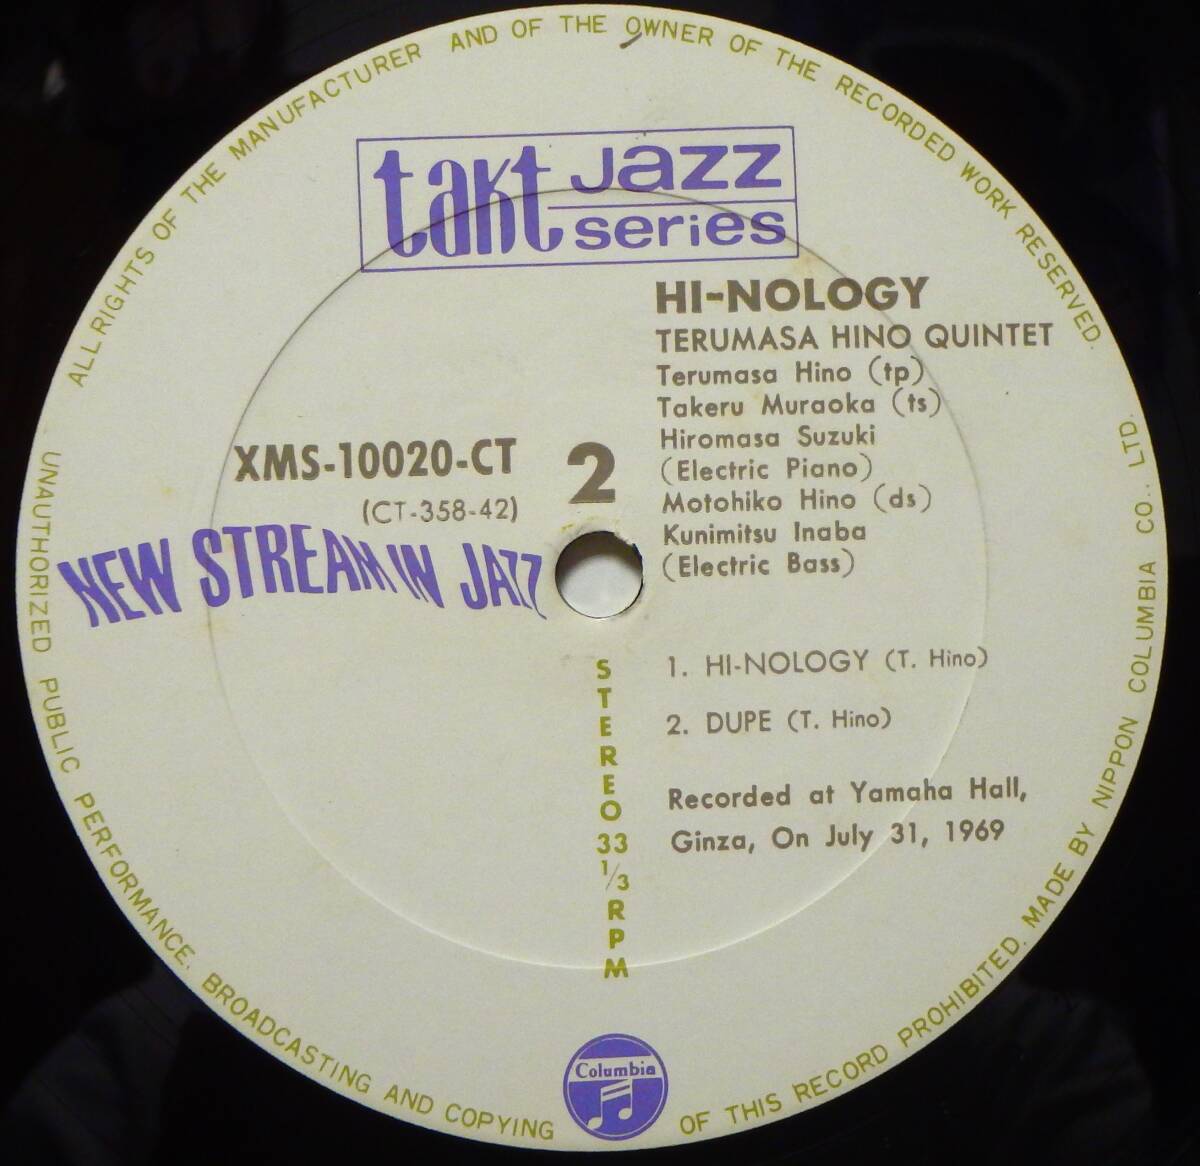 ALL RIGHTS OF THE MANUFACTURER AND OF THE OWNER OF THE RECORDED WORK RESERVED.
UNAUTHORIZED PUBLIC PERFORMANCE. BROADCASTING AND COPYING OF THIS RECORD PROHIBITED. MADE BY NIPPON COLUMBIA CO., LTD.
takt jazz
series
HI-NOLOGY
TERUMASA HINO QUINTET
Terumasa Hino (tp)
Takeru Muraoka (ts)
Hiromasa Suzuki
(Electric Piano)
Motohiko Hino (ds)
Kunimitsu Inaba
(Electric Bass)
XMS-10020-CT
(CT-358-42)
2
NEW STREAM IN JAZZ
STEREO 33 1/3 RPM
1. HI-NOLOGY (T. Hino)
2. DUPE (T. Hino)
Recorded at Yamaha Hall,
Ginza, On July 31, 1969
Columbia